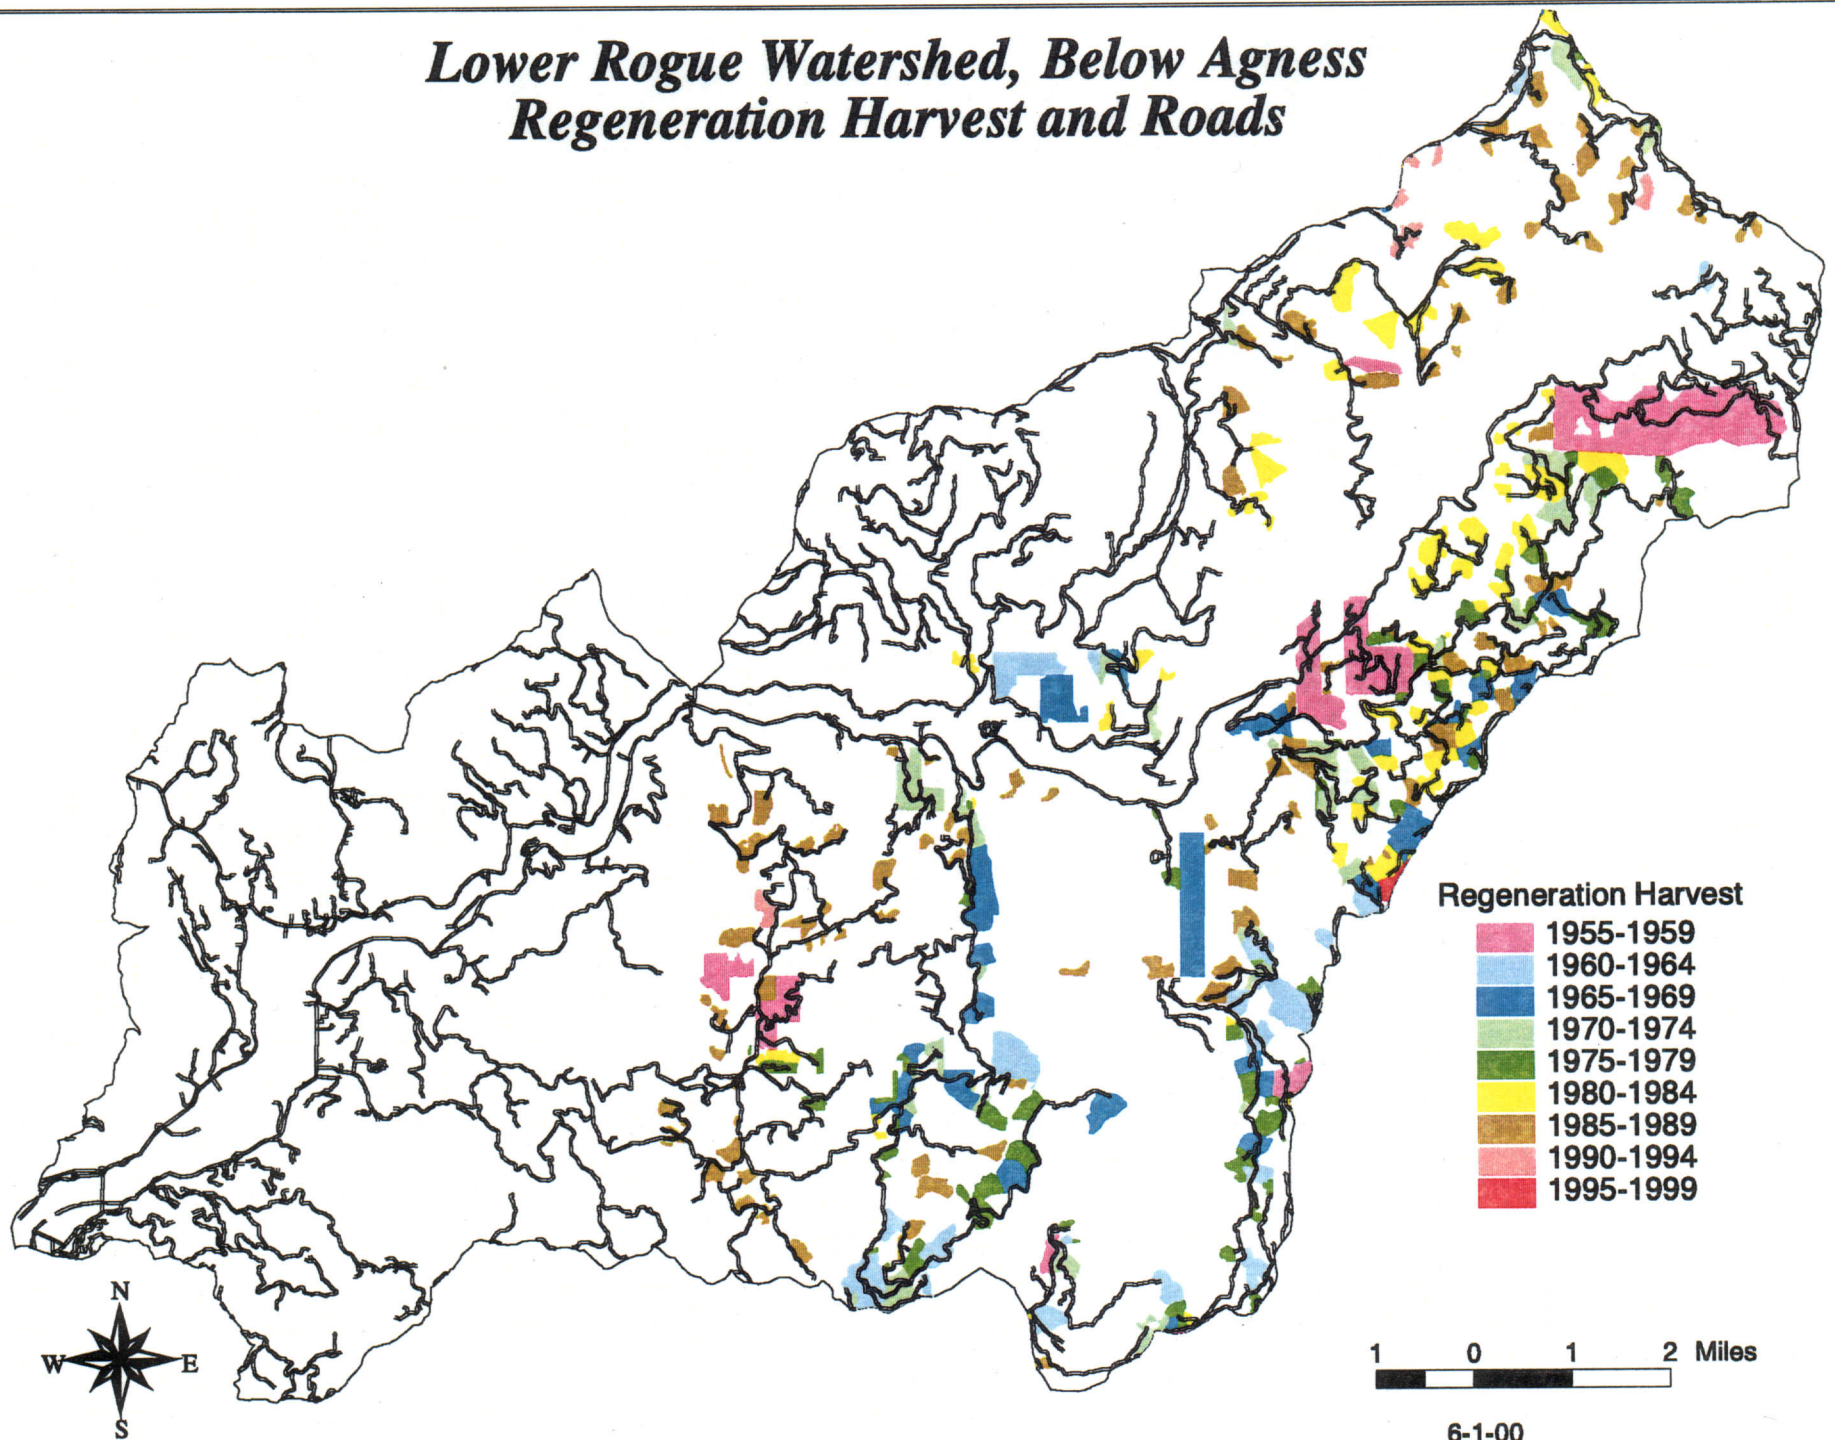 Lower Rogue Watershed, Below Agness
Regeneration Harvest and Roads
Regeneration Harvest
1955-1959
1960-1964
1965-1969
1970-1974
1975-1979
1980-1984
1985-1989
1990-1994
1995-1999
N
W E
S
1 0 1 2 Miles
6-1-00